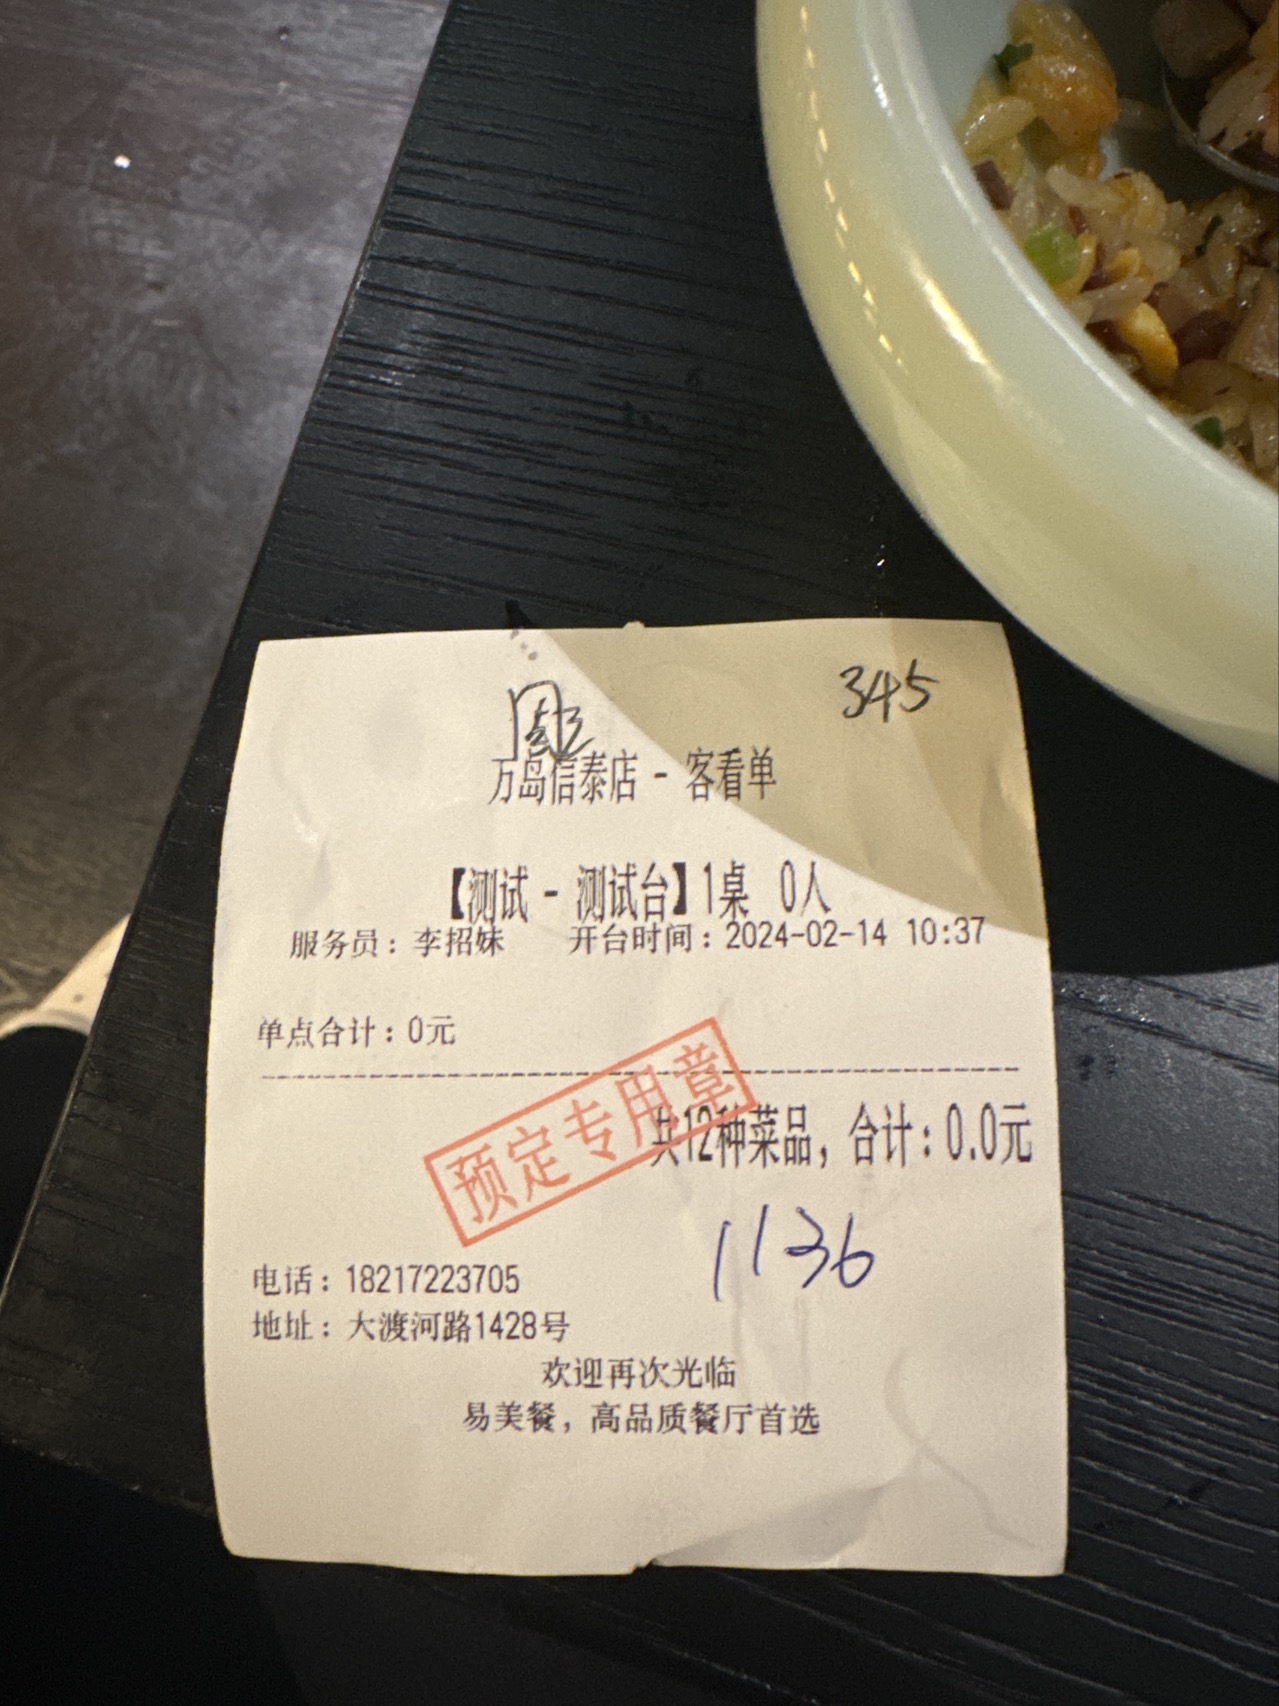 345
万岛信泰店 - 客看单
【测试 - 测试台】1桌 0人
服务员：李招妹 开台时间：2024-02-14 10:37
单点合计：0元
预定专用章
共12种菜品，合计：0.0元
1136
电话：18217223705
地址：大渡河路1428号
欢迎再次光临
易美餐，高品质餐厅首选